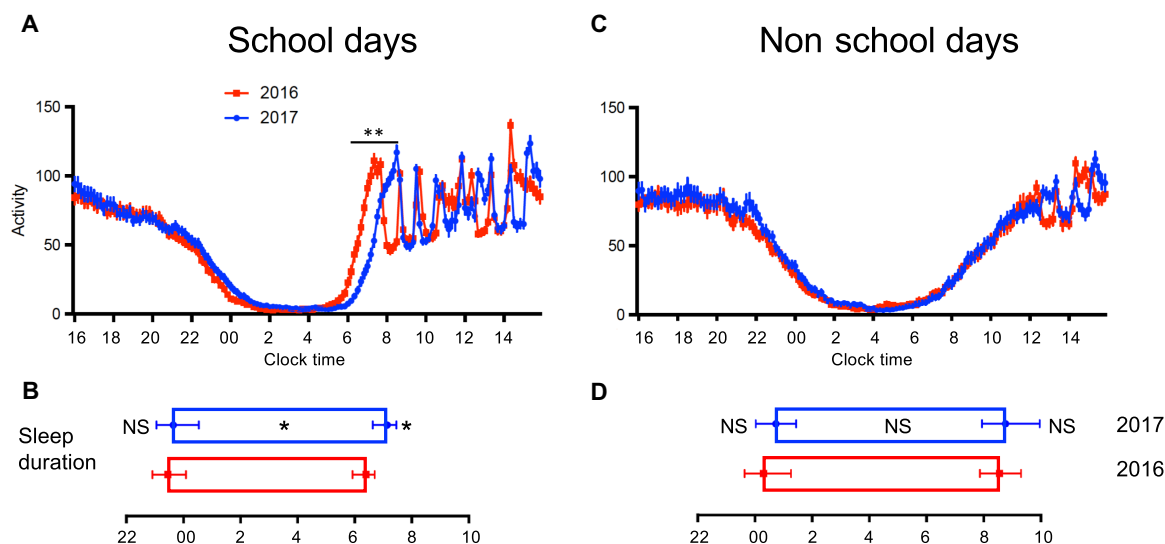 A
School days
C
Non school days
2016
2017
**
150
100
50
0
Activity
16 18 20 22 00 2 4 6 8 10 12 14
Clock time
150
100
50
0
16 18 20 22 00 2 4 6 8 10 12 14
Clock time
B
Sleep
duration
NS * *
22 00 2 4 6 8 10
D
NS NS NS 2017
2016
22 00 2 4 6 8 10